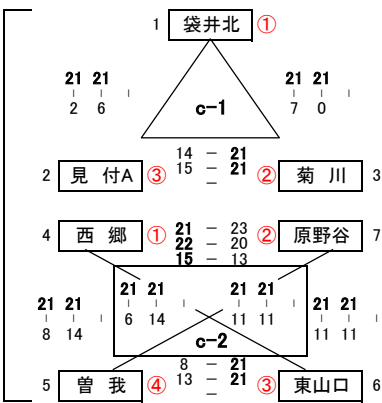 1 袋井北 ①
21 21 21 21
| | | | | |
2 6 7 0
c-1
14 － 21
15 － 21
－
2 見 付A ③ ② 菊 川 3
4 西 郷 ① ② 原野谷 7
21 － 23
22 － 20
15 － 13
21 21 21 21
21 21 21 21
| | | | | |
6 14 11 11
| | | | | |
8 14 11 11
c-2
8 － 21
13 － 21
－
5 曽 我 ④ ③ 東山口 6